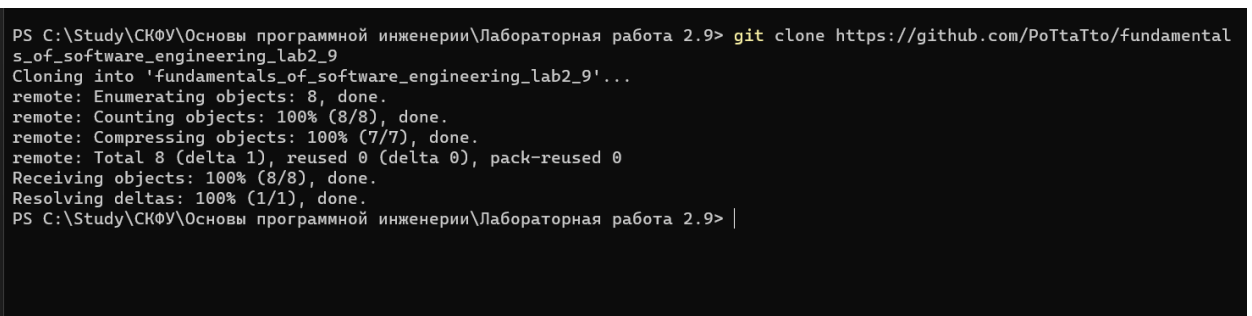 PS C:\Study\СКФУ\Основы программной инженерии\Лабораторная работа 2.9> git clone https://github.com/PoTtaTto/fundamental
s_of_software_engineering_lab2_9
Cloning into 'fundamentals_of_software_engineering_lab2_9'...
remote: Enumerating objects: 8, done.
remote: Counting objects: 100% (8/8), done.
remote: Compressing objects: 100% (7/7), done.
remote: Total 8 (delta 1), reused 0 (delta 0), pack-reused 0
Receiving objects: 100% (8/8), done.
Resolving deltas: 100% (1/1), done.
PS C:\Study\СКФУ\Основы программной инженерии\Лабораторная работа 2.9>